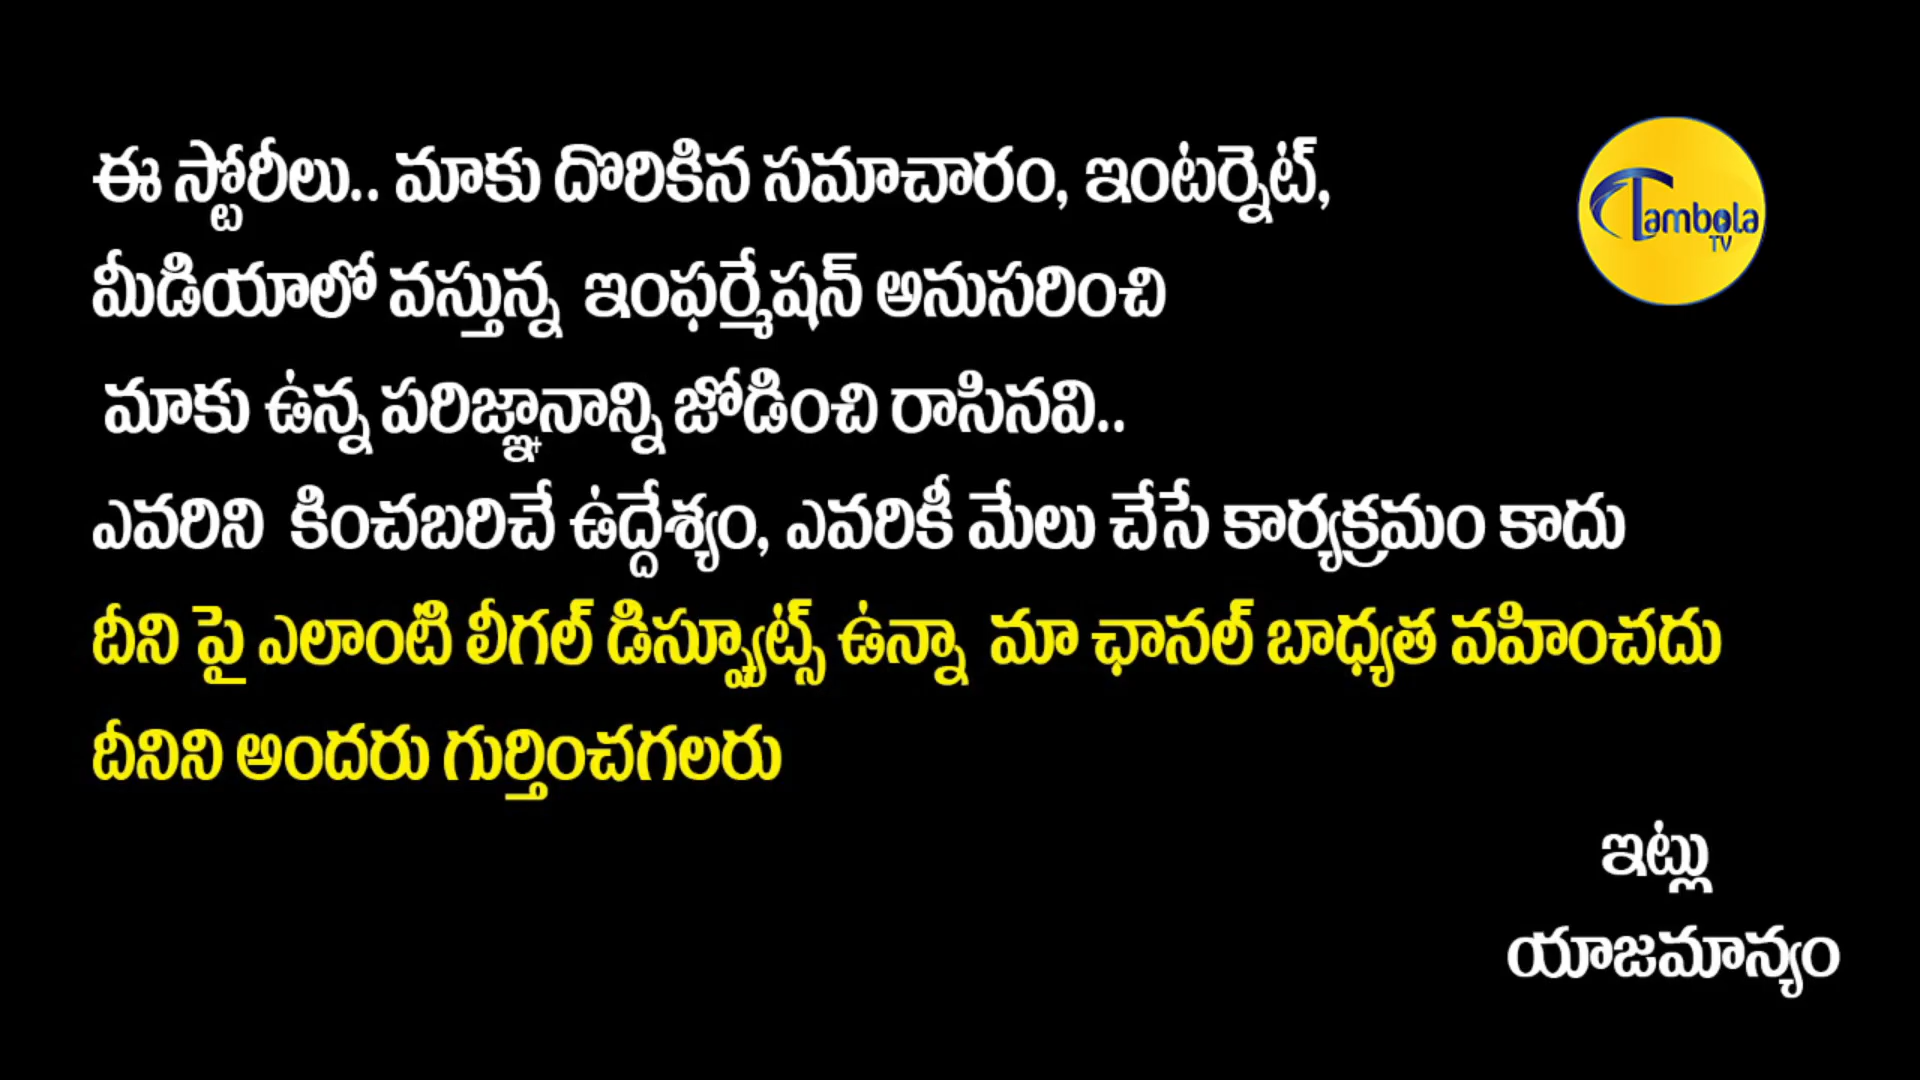 ఈ స్టోరీలు.. మాకు దొరికిన సమాచారం, ఇంటర్నెట్,
Tambola
TV
మీడియాలో వస్తున్న ఇంఫర్మేషన్ అనుసరించి
మాకు ఉన్న పరిజ్ఞానాన్ని జోడించి రాసినవి..
ఎవరిని కించబరిచే ఉద్దేశ్యం, ఎవరికీ మేలు చేసే కార్యక్రమం కాదు
దీని పై ఎలాంటి లీగల్ డిస్ప్యూట్స్ ఉన్నా మా ఛానల్ బాధ్యత వహించదు
దీనిని అందరు గుర్తించగలరు
ఇట్లు
యాజమాన్యం